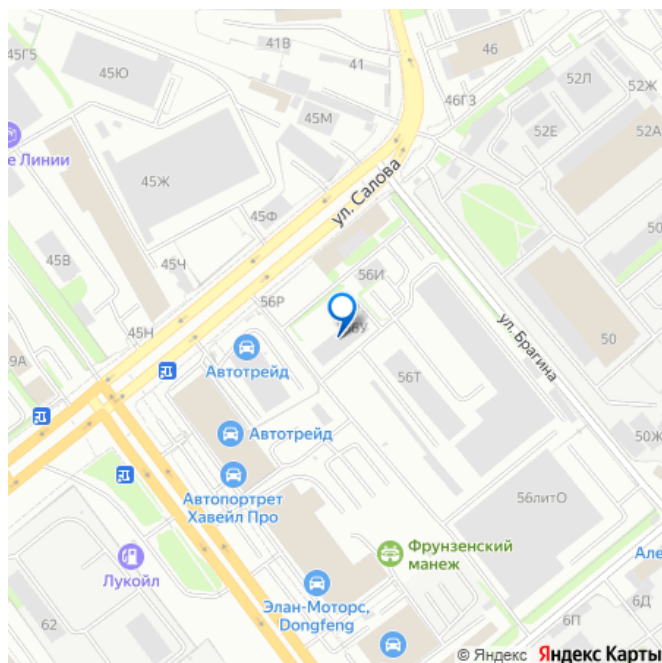 45Г5
45Ю
41В
41
46
52Л
52Ж
46ГЗ
45М
52Е
52А
е Линии
45Ж
ул. Салова
45Ф
50
45В
45Ч
56И
56Р
45Н
9А
ул. Брагина
50
Автотрейд
56Т
Автотрейд
50Ж
Автопортрет
Хавейл Про
56литО
Фрунзенский
манеж
Лукойл
Але
Элан-Моторс,
Dongfeng
62
6Д
6П
© Яндекс
Яндекс Карты